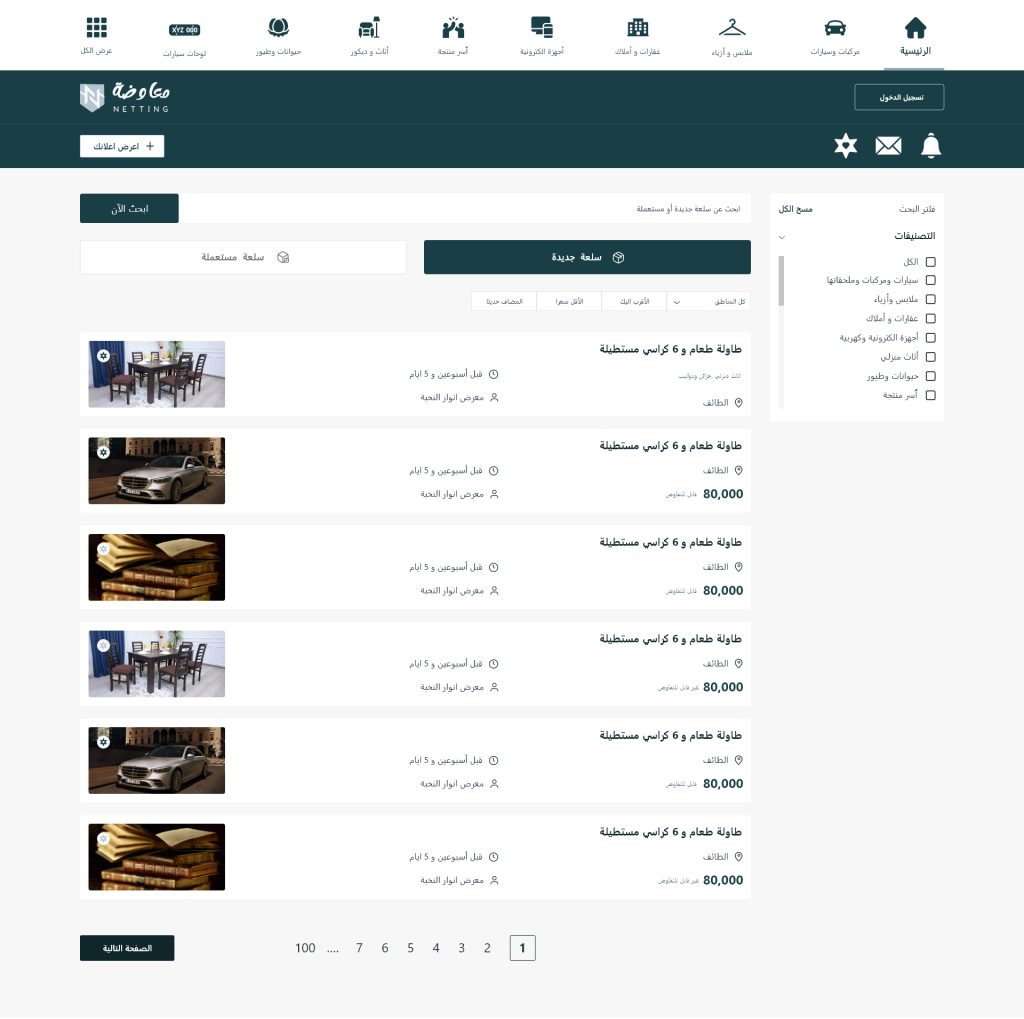 الرئيسية
مركبات وسيارات
ملابس و أزياء
عقارات و أملاك
أجهزة الكترونية
أسر منتجة
أثاث و ديكور
حيوانات وطيور
XYZ 000
لوحات سيارات
عرض الكل
تسجيل الدخول
معاوضة
NETTING
+ اعرض اعلانك
فلتر البحث
مسح الكل
التصنيفات
الكل
سيارات ومركبات وملحقاتها
ملابس وأزياء
عقارات و أملاك
أجهزة الكترونية وكهربية
أثاث منزلي
حيوانات وطيور
أسر منتجة
ابحث عن سلعة جديدة أو مستعملة
ابحث الآن
سلعة جديدة
سلعة مستعملة
كل المناطق
الأقرب اليك
الأقل سعرا
المضاف حديثا
طاولة طعام و 6 كراسي مستطيلة
اثاث منزلي ,خزائن ودواليب
الطائف
قبل أسبوعين و 5 ايام
معرض انوار النخبة
طاولة طعام و 6 كراسي مستطيلة
الطائف
80,000 قابل للتفاوض
قبل أسبوعين و 5 ايام
معرض انوار النخبة
طاولة طعام و 6 كراسي مستطيلة
الطائف
80,000 قابل للتفاوض
قبل أسبوعين و 5 ايام
معرض انوار النخبة
طاولة طعام و 6 كراسي مستطيلة
الطائف
80,000 غير قابل للتفاوض
قبل أسبوعين و 5 ايام
معرض انوار النخبة
طاولة طعام و 6 كراسي مستطيلة
الطائف
80,000 قابل للتفاوض
قبل أسبوعين و 5 ايام
معرض انوار النخبة
طاولة طعام و 6 كراسي مستطيلة
الطائف
80,000 غير قابل للتفاوض
قبل أسبوعين و 5 ايام
معرض انوار النخبة
1 2 3 4 5 6 7 .... 100
الصفحة التالية